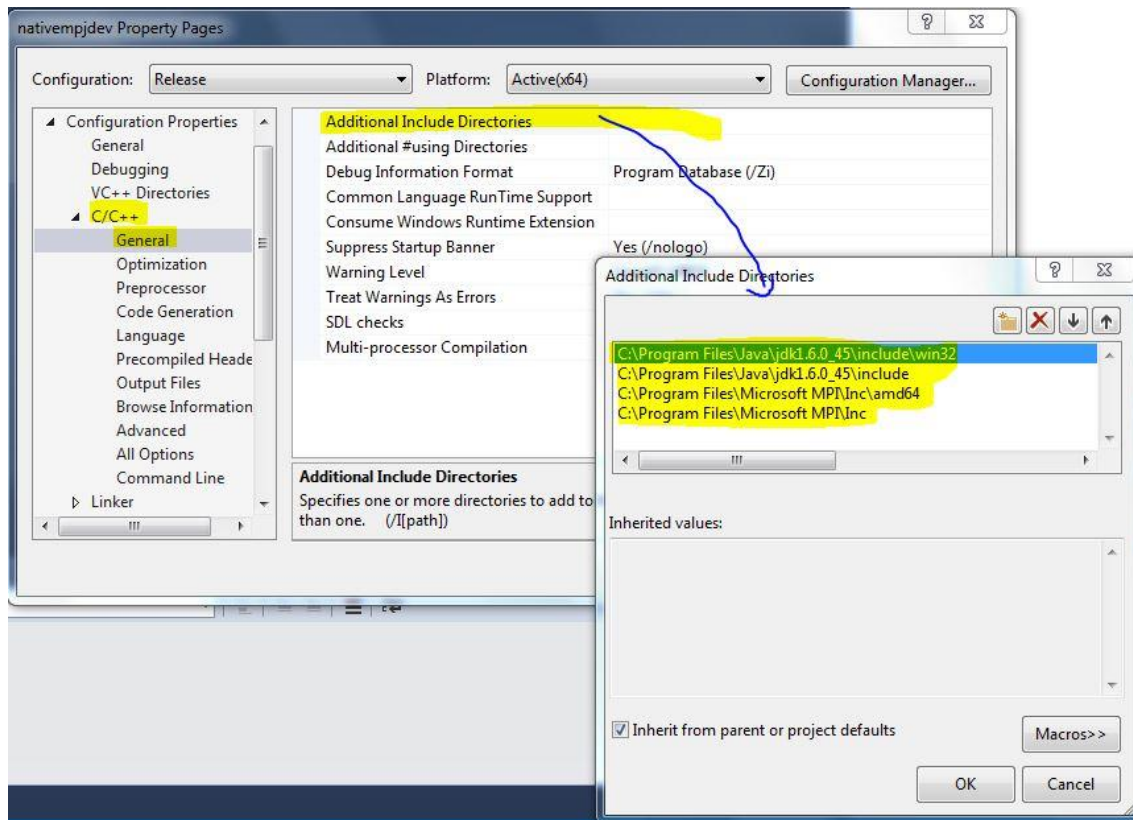 nativempjdev Property Pages
Configuration: Release Platform: Active(x64) Configuration Manager...
Configuration Properties
General
Debugging
VC++ Directories
C/C++
General
Optimization
Preprocessor
Code Generation
Language
Precompiled Heade
Output Files
Browse Information
Advanced
All Options
Command Line
Linker
Additional Include Directories
Additional #using Directories
Debug Information Format Program Database (/Zi)
Common Language RunTime Support
Consume Windows Runtime Extension
Suppress Startup Banner Yes (/nologo)
Warning Level
Treat Warnings As Errors
SDL checks
Multi-processor Compilation
Additional Include Directories
Specifies one or more directories to add to
than one. (/I[path])
Additional Include Directories
C:\Program Files\Java\jdk1.6.0_45\include\win32
C:\Program Files\Java\jdk1.6.0_45\include
C:\Program Files\Microsoft MPI\Inc\amd64
C:\Program Files\Microsoft MPI\Inc
Inherited values:
Inherit from parent or project defaults
Macros>>
OK Cancel